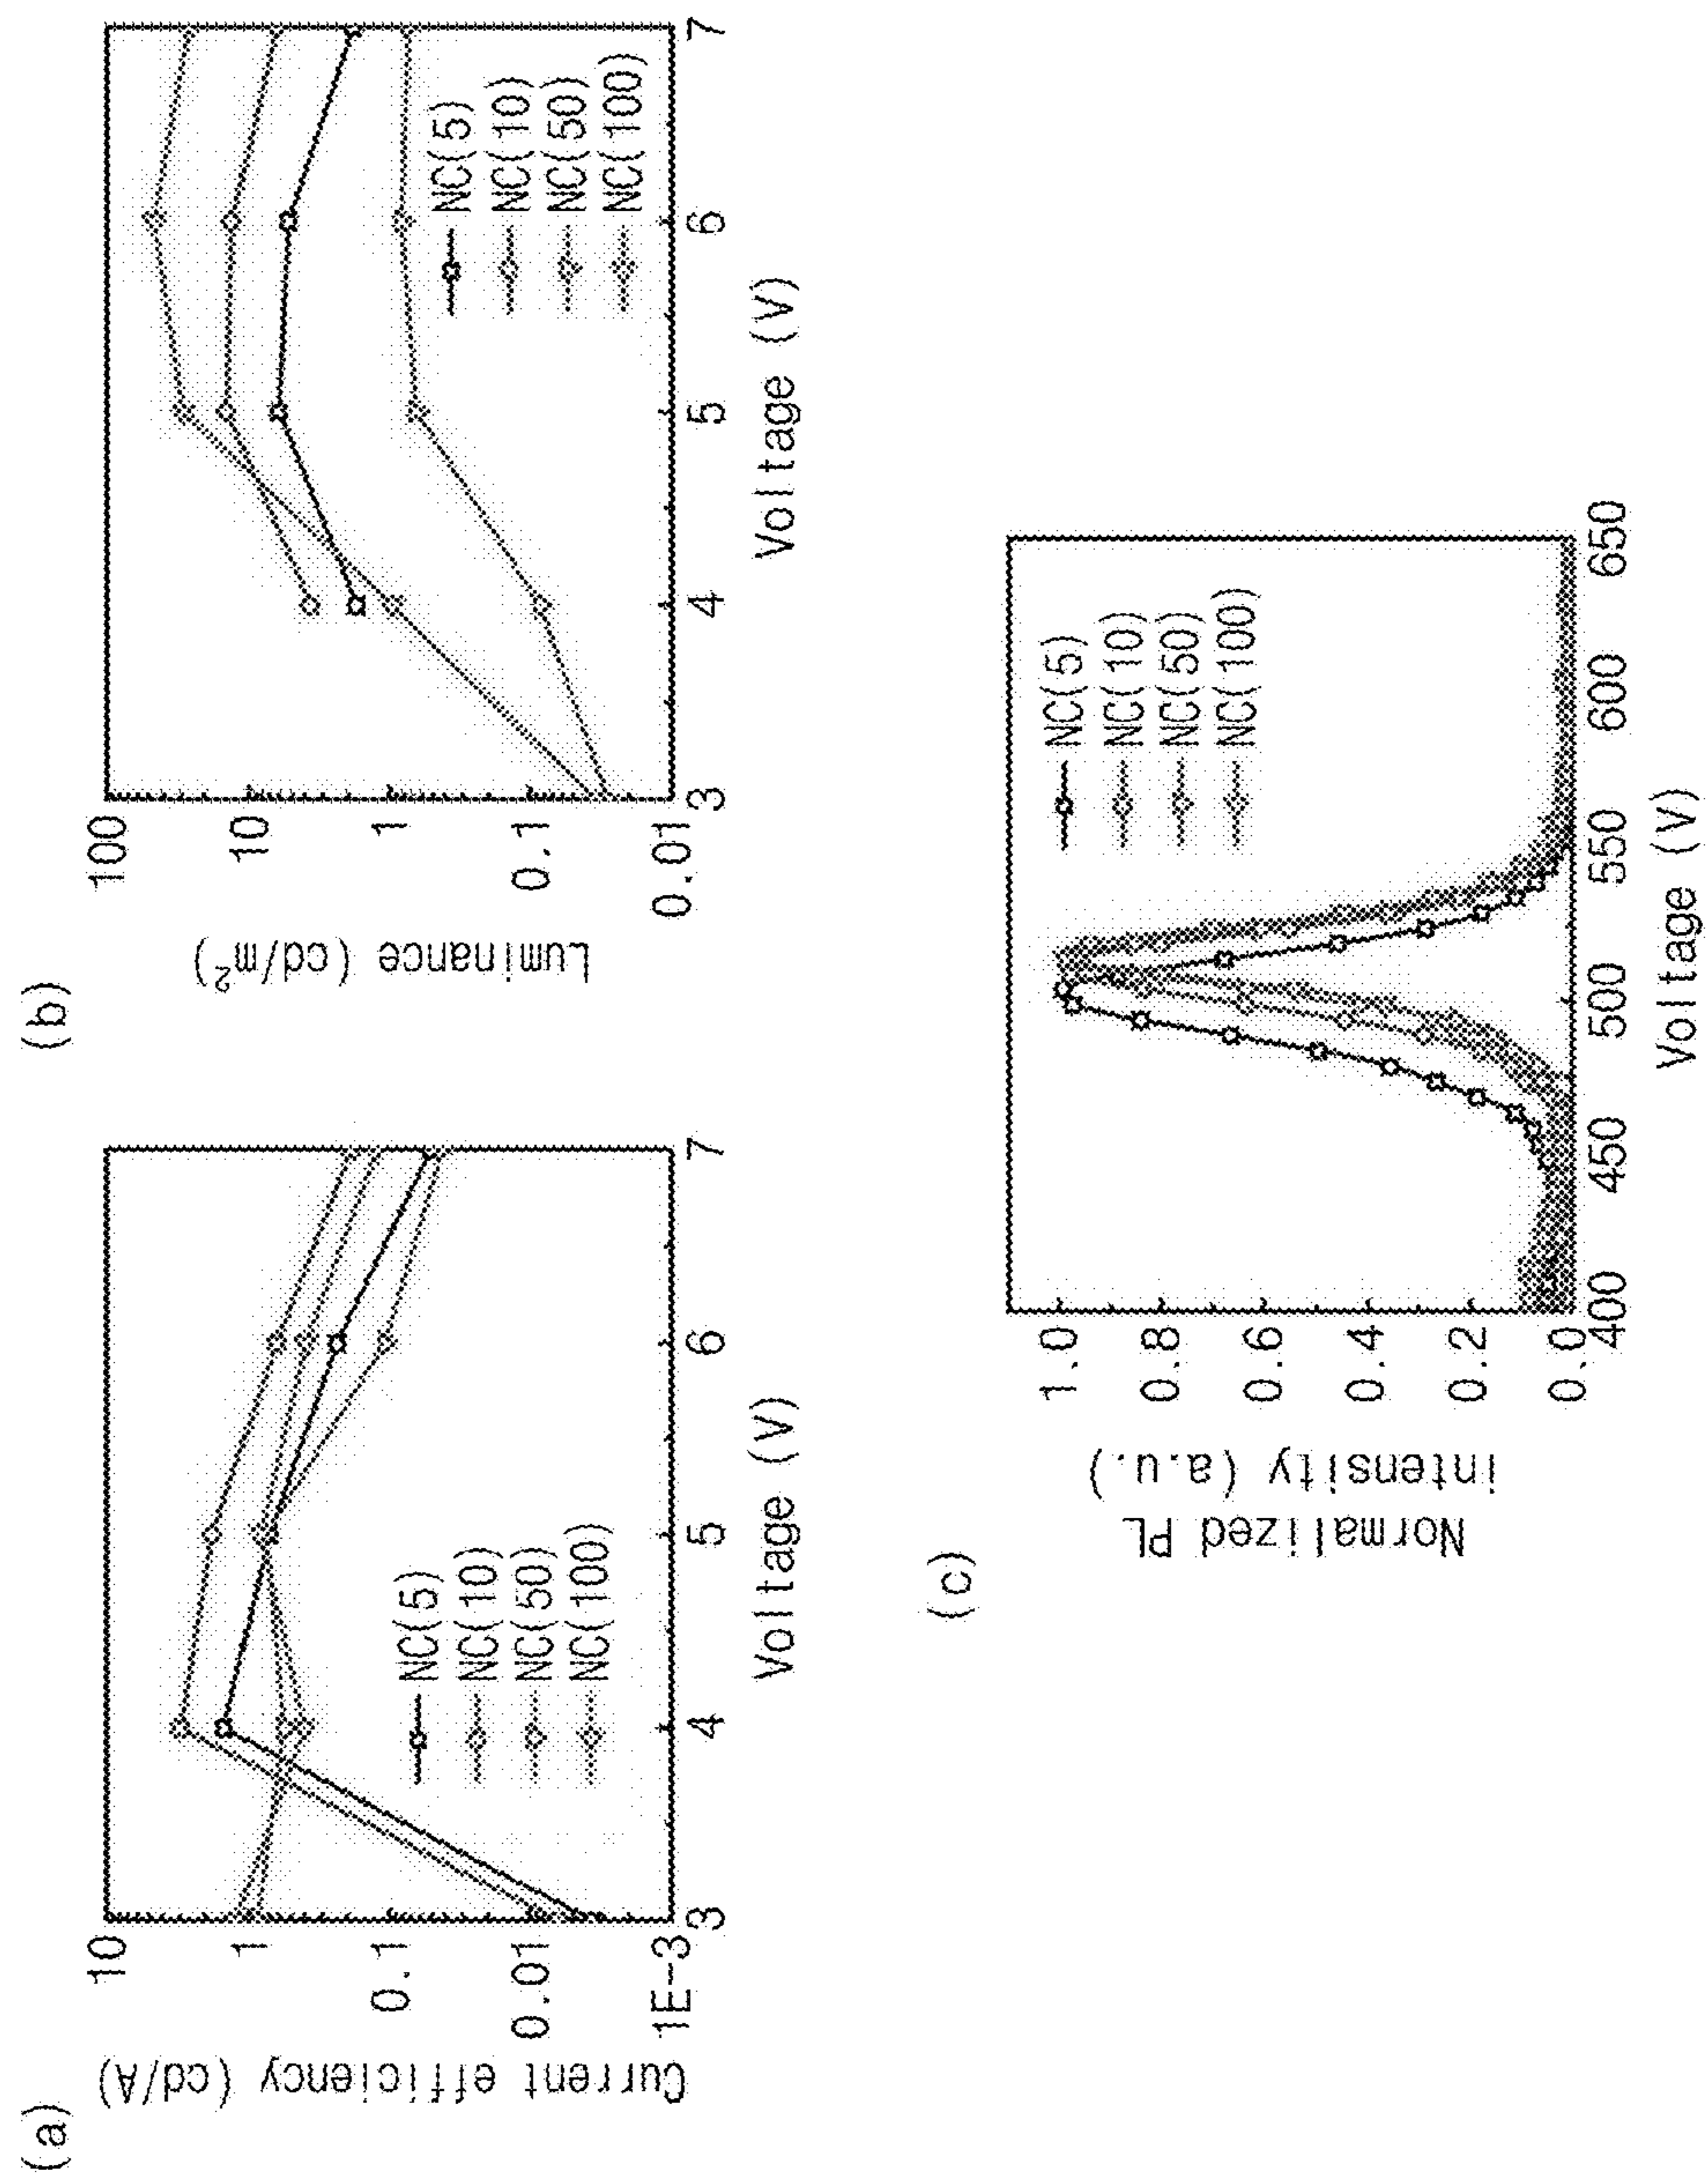 (a)
Current efficiency (cd/A)
10
1
0.1
0.01
1E-3
3
4
5
6
7
Voltage (V)
NC(5)
NC(10)
NC(50)
NC(100)
(b)
Luminance (cd/m²)
100
10
1
0.1
0.01
3
4
5
6
7
Voltage (V)
NC(5)
NC(10)
NC(50)
NC(100)
(c)
Normalized PL
intensity (a.u.)
1.0
0.8
0.6
0.4
0.2
0.0
400
450
500
550
600
650
Voltage (V)
NC(5)
NC(10)
NC(50)
NC(100)